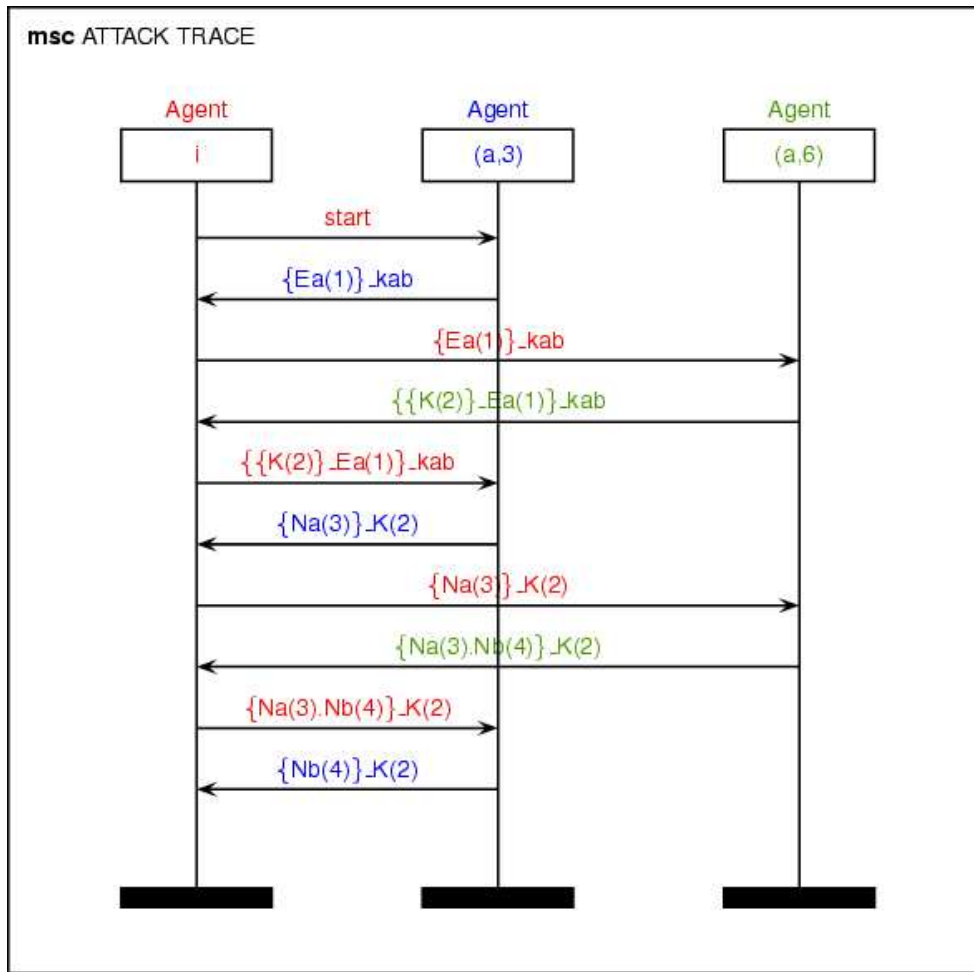 msc ATTACK TRACE
Agent Agent Agent
i (a,3) (a,6)
start
{Ea(1)}_kab
{Ea(1)}_kab
{{K(2)}_Ea(1)}_kab
{{K(2)}_Ea(1)}_kab
{Na(3)}_K(2)
{Na(3)}_K(2)
{Na(3).Nb(4)}_K(2)
{Na(3).Nb(4)}_K(2)
{Nb(4)}_K(2)